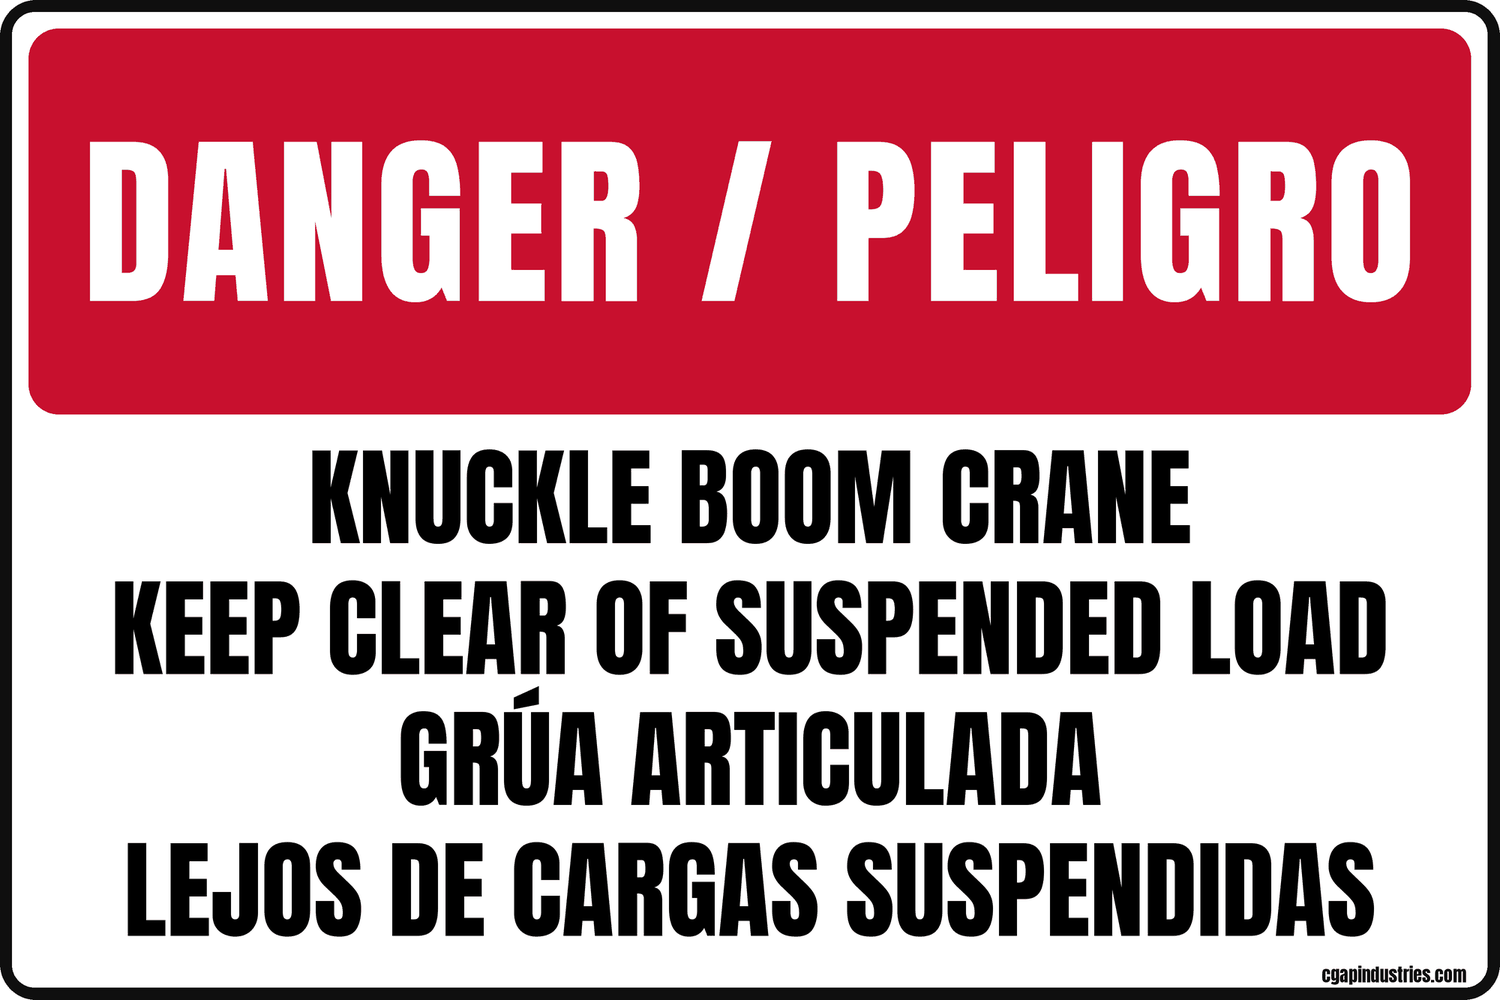 DANGER / PELIGRO
KNUCKLE BOOM CRANE
KEEP CLEAR OF SUSPENDED LOAD
GRÚA ARTICULADA
LEJOS DE CARGAS SUSPENDIDAS
cgapindustries.com